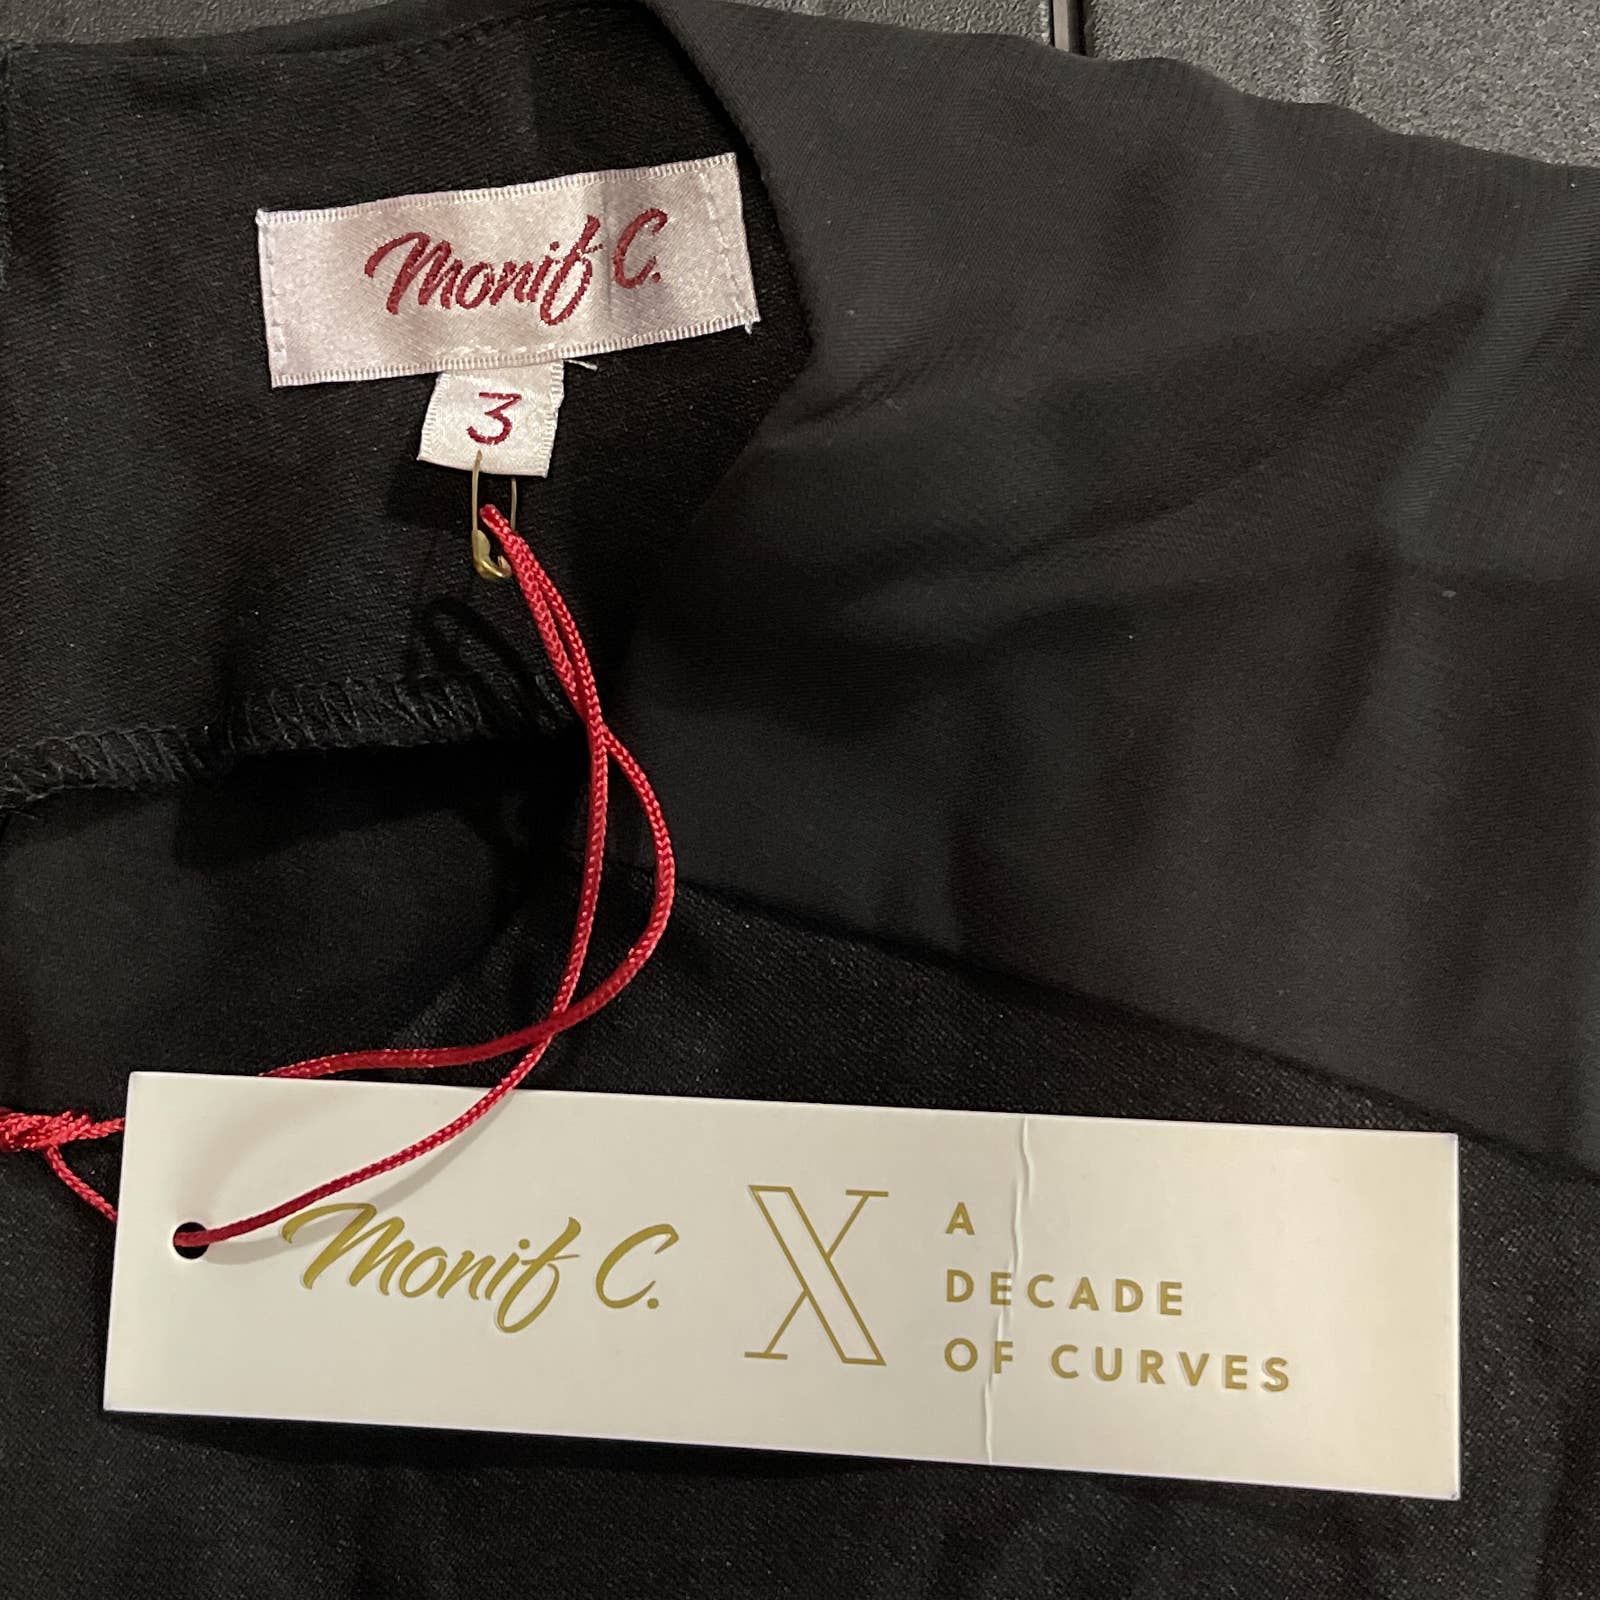 Monif C.
3
Monif C.
X
A
DECADE
OF CURVES